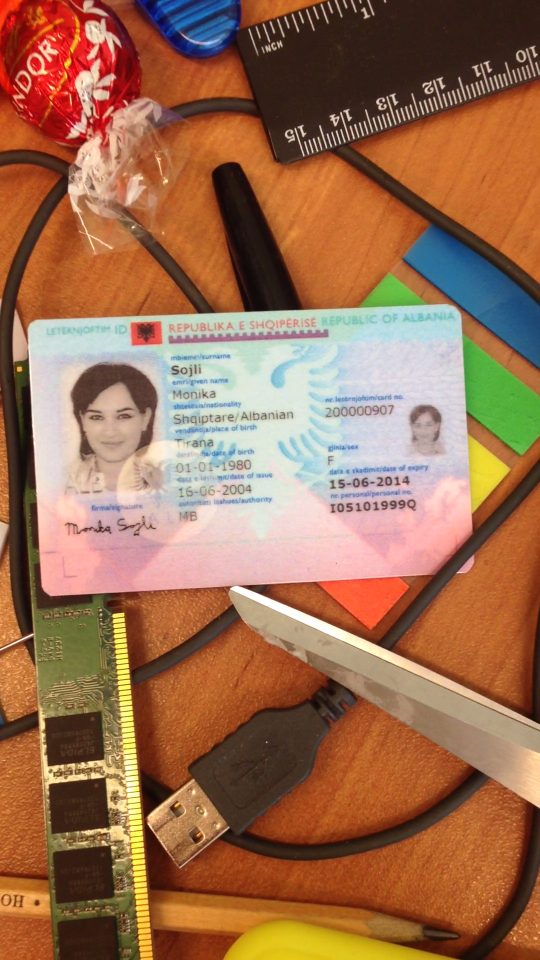 NDOR
INCH
15 14 13 12 11 10
LETËRNJOFTIM ID REPUBLIKA E SHQIPËRISË REPUBLIC OF ALBANIA
mbiemri/surname
Sojli
emri/given name
Monika
shtetësia/nationality
Shqiptare/Albanian
vendlindja/place of birth
Tirana
datëlindja/date of birth
01-01-1980
data e lëshimit/date of issue
16-06-2004
autoriteti lëshues/authority
MB
nr.letërnjoftim/card no.
200000907
gjinia/sex
F
data e skadimit/date of expiry
15-06-2014
nr personal/personal no.
I05101999Q
firma/signature
Monika Sojli
HO